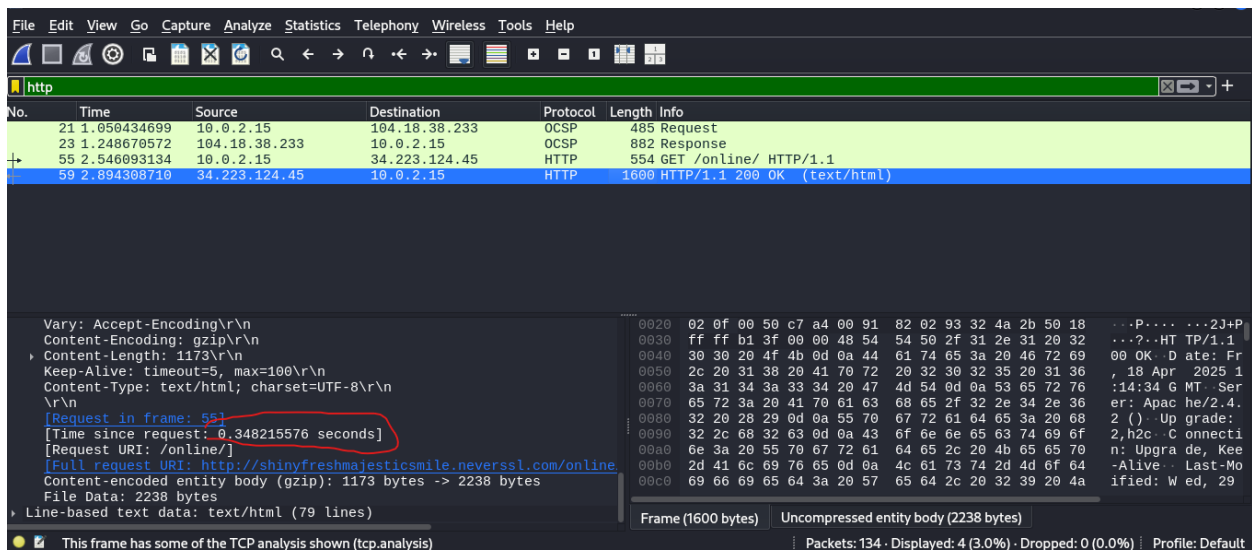 File Edit View Go Capture Analyze Statistics Telephony Wireless Tools Help
http
No. Time Source Destination Protocol Length Info
21 1.050434699 10.0.2.15 104.18.38.233 OCSP 485 Request
23 1.248670572 104.18.38.233 10.0.2.15 OCSP 882 Response
55 2.546093134 10.0.2.15 34.223.124.45 HTTP 554 GET /online/ HTTP/1.1
59 2.894308710 34.223.124.45 10.0.2.15 HTTP 1600 HTTP/1.1 200 OK (text/html)
Vary: Accept-Encoding\r\n
Content-Encoding: gzip\r\n
Content-Length: 1173\r\n
Keep-Alive: timeout=5, max=100\r\n
Content-Type: text/html; charset=UTF-8\r\n
\r\n
[Request in frame: 55]
[Time since request: 0.348215576 seconds]
[Request URI: /online/]
[Full request URI: http://shinyfreshmajesticsmile.neverssl.com/online
Content-encoded entity body (gzip): 1173 bytes -> 2238 bytes
File Data: 2238 bytes
Line-based text data: text/html (79 lines)
0020 02 0f 00 50 c7 a4 00 91 82 02 93 32 4a 2b 50 18 ···P···· ···2J+P
0030 ff ff b1 3f 00 00 48 54 54 50 2f 31 2e 31 20 32 ···?··HT TP/1.1
0040 30 30 20 4f 4b 0d 0a 44 61 74 65 3a 20 46 72 69 00 OK··D ate: Fr
0050 2c 20 31 38 20 41 70 72 20 32 30 32 35 20 31 36 , 18 Apr 2025 1
0060 3a 31 34 3a 33 34 20 47 4d 54 0d 0a 53 65 72 76 :14:34 G MT··Ser
0070 65 72 3a 20 41 70 61 63 68 65 2f 32 2e 34 2e 36 er: Apac he/2.4.
0080 32 20 28 29 0d 0a 55 70 67 72 61 64 65 3a 20 68 2 ()··Up grade:
0090 32 2c 68 32 63 0d 0a 43 6f 6e 6e 65 63 74 69 6f 2,h2c··C onnecti
00a0 6e 3a 20 55 70 67 72 61 64 65 2c 20 4b 65 65 70 n: Upgra de, Kee
00b0 2d 41 6c 69 76 65 0d 0a 4c 61 73 74 2d 4d 6f 64 -Alive·· Last-Mo
00c0 69 66 69 65 64 3a 20 57 65 64 2c 20 32 39 20 4a ified: W ed, 29
Frame (1600 bytes) Uncompressed entity body (2238 bytes)
This frame has some of the TCP analysis shown (tcp.analysis) Packets: 134 · Displayed: 4 (3.0%) · Dropped: 0 (0.0%) Profile: Default